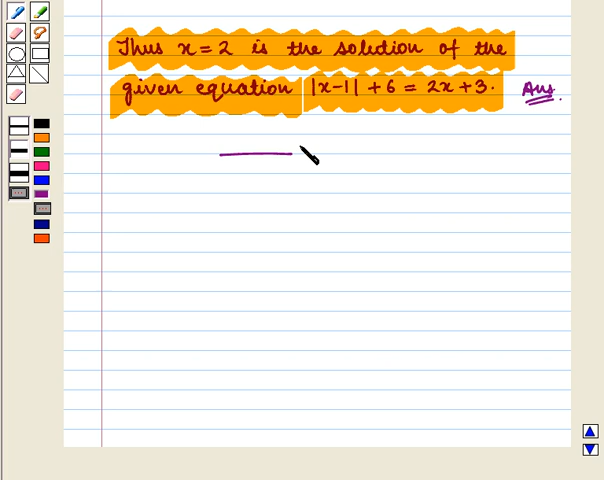 Thus x = 2 is the solution of the
given equation |x-1| + 6 = 2x + 3. Ans.